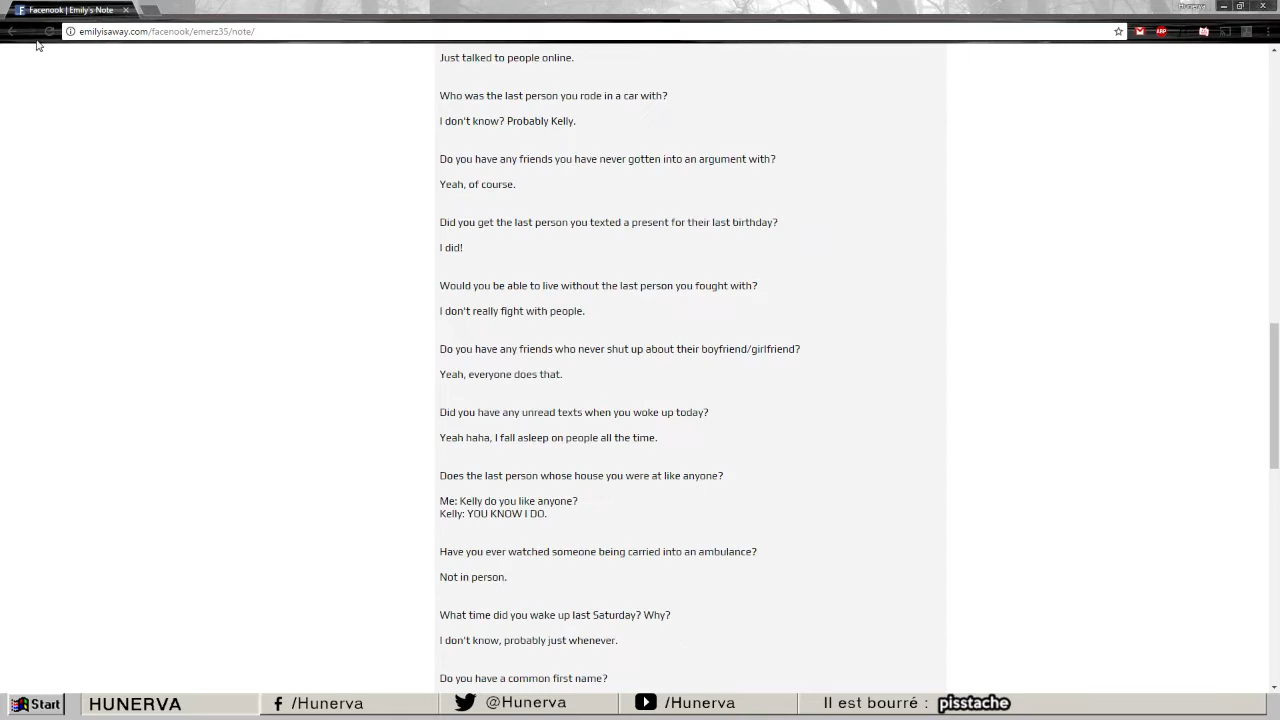 Facenook | Emily's Note
Hunerva
emilyisaway.com/facenook/emerz35/note/
ABP
Just talked to people online.
Who was the last person you rode in a car with?
I don't know? Probably Kelly.
Do you have any friends you have never gotten into an argument with?
Yeah, of course.
Did you get the last person you texted a present for their last birthday?
I did!
Would you be able to live without the last person you fought with?
I don't really fight with people.
Do you have any friends who never shut up about their boyfriend/girlfriend?
Yeah, everyone does that.
Did you have any unread texts when you woke up today?
Yeah haha, I fall asleep on people all the time.
Does the last person whose house you were at like anyone?
Me: Kelly do you like anyone?
Kelly: YOU KNOW I DO.
Have you ever watched someone being carried into an ambulance?
Not in person.
What time did you wake up last Saturday? Why?
I don't know, probably just whenever.
Do you have a common first name?
Start
HUNERVA
/Hunerva
@Hunerva
/Hunerva
Il est bourré : pisstache